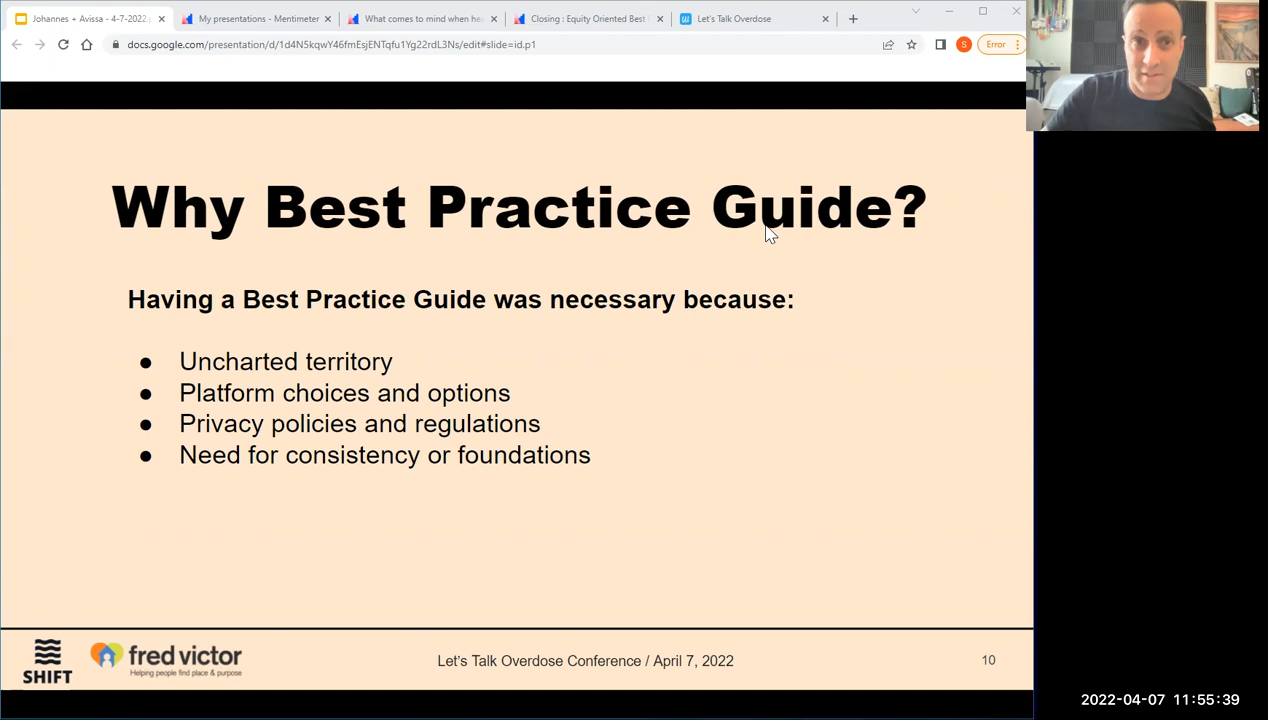 Johannes + Avissa - 4-7-2022.
My presentations - Mentimeter
What comes to mind when he
Closing : Equity Oriented Best
Let's Talk Overdose
docs.google.com/presentation/d/1d4N5kqwY46fmEsjENTqfu1Yg22rdL3Ns/edit#slide=id.p1
S
Error
Why Best Practice Guide?
Having a Best Practice Guide was necessary because:
● Uncharted territory
● Platform choices and options
● Privacy policies and regulations
● Need for consistency or foundations
SHIFT
fred victor
Helping people find place & purpose
Let's Talk Overdose Conference / April 7, 2022
10
2022-04-07 11:55:39